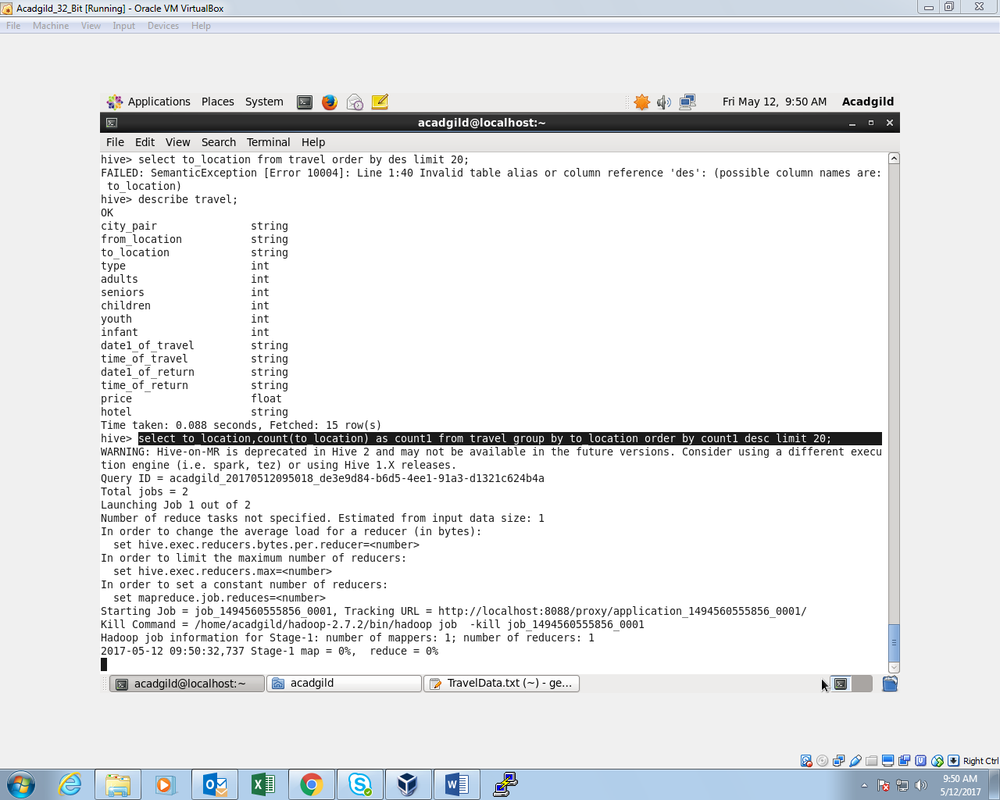 Acadgild_32_Bit [Running] - Oracle VM VirtualBox
File Machine View Input Devices Help
Applications Places System Fri May 12, 9:50 AM Acadgild
acadgild@localhost:~
File Edit View Search Terminal Help
hive> select to_location from travel order by des limit 20;
FAILED: SemanticException [Error 10004]: Line 1:40 Invalid table alias or column reference 'des': (possible column names are:
 to_location)
hive> describe travel;
OK
city_pair string
from_location string
to_location string
type int
adults int
seniors int
children int
youth int
infant int
date1_of_travel string
time_of_travel string
date1_of_return string
time_of_return string
price float
hotel string
Time taken: 0.088 seconds, Fetched: 15 row(s)
hive> select to_location,count(to_location) as count1 from travel group by to_location order by count1 desc limit 20;
WARNING: Hive-on-MR is deprecated in Hive 2 and may not be available in the future versions. Consider using a different execu
tion engine (i.e. spark, tez) or using Hive 1.X releases.
Query ID = acadgild_20170512095018_de3e9d84-b6d5-4ee1-91a3-d1321c624b4a
Total jobs = 2
Launching Job 1 out of 2
Number of reduce tasks not specified. Estimated from input data size: 1
In order to change the average load for a reducer (in bytes):
  set hive.exec.reducers.bytes.per.reducer=<number>
In order to limit the maximum number of reducers:
  set hive.exec.reducers.max=<number>
In order to set a constant number of reducers:
  set mapreduce.job.reduces=<number>
Starting Job = job_1494560555856_0001, Tracking URL = http://localhost:8088/proxy/application_1494560555856_0001/
Kill Command = /home/acadgild/hadoop-2.7.2/bin/hadoop job  -kill job_1494560555856_0001
Hadoop job information for Stage-1: number of mappers: 1; number of reducers: 1
2017-05-12 09:50:32,737 Stage-1 map = 0%,  reduce = 0%
acadgild@localhost:~ acadgild TravelData.txt (~) - ge...
Right Ctrl
9:50 AM
5/12/2017